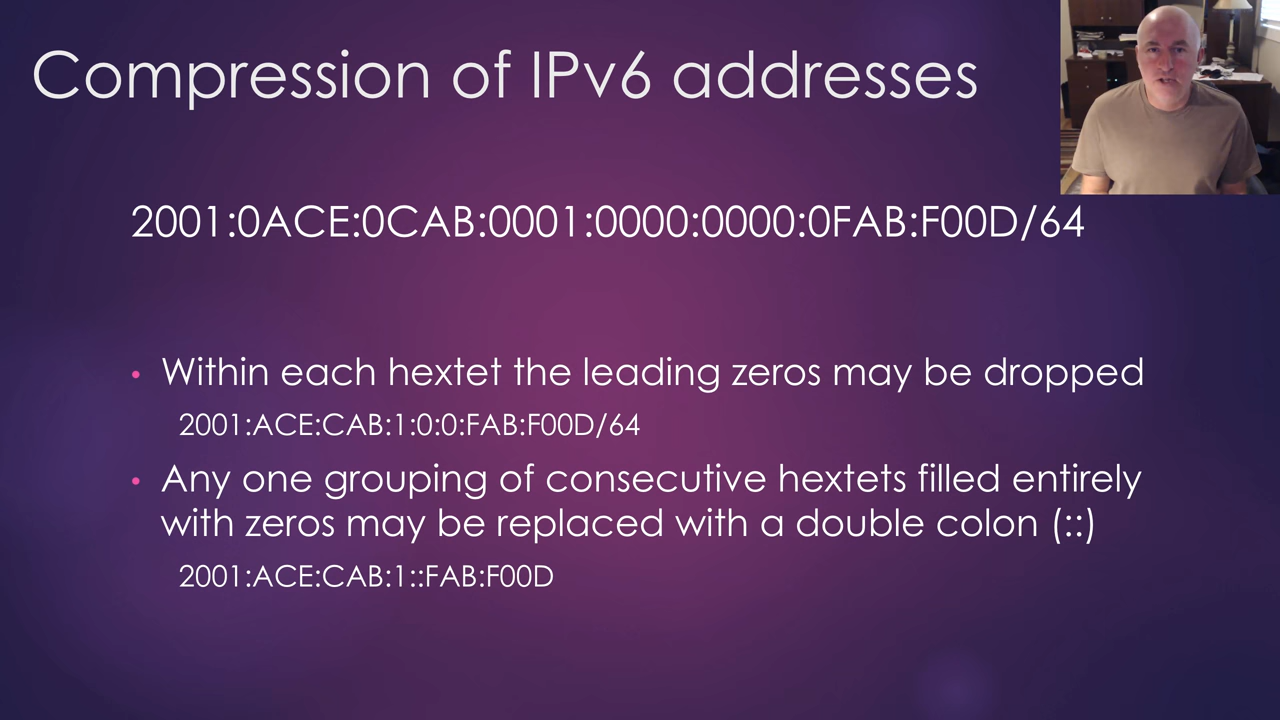 Compression of IPv6 addresses
2001:0ACE:0CAB:0001:0000:0000:0FAB:F00D/64
• Within each hextet the leading zeros may be dropped
2001:ACE:CAB:1:0:0:FAB:F00D/64
• Any one grouping of consecutive hextets filled entirely
with zeros may be replaced with a double colon (::)
2001:ACE:CAB:1::FAB:F00D